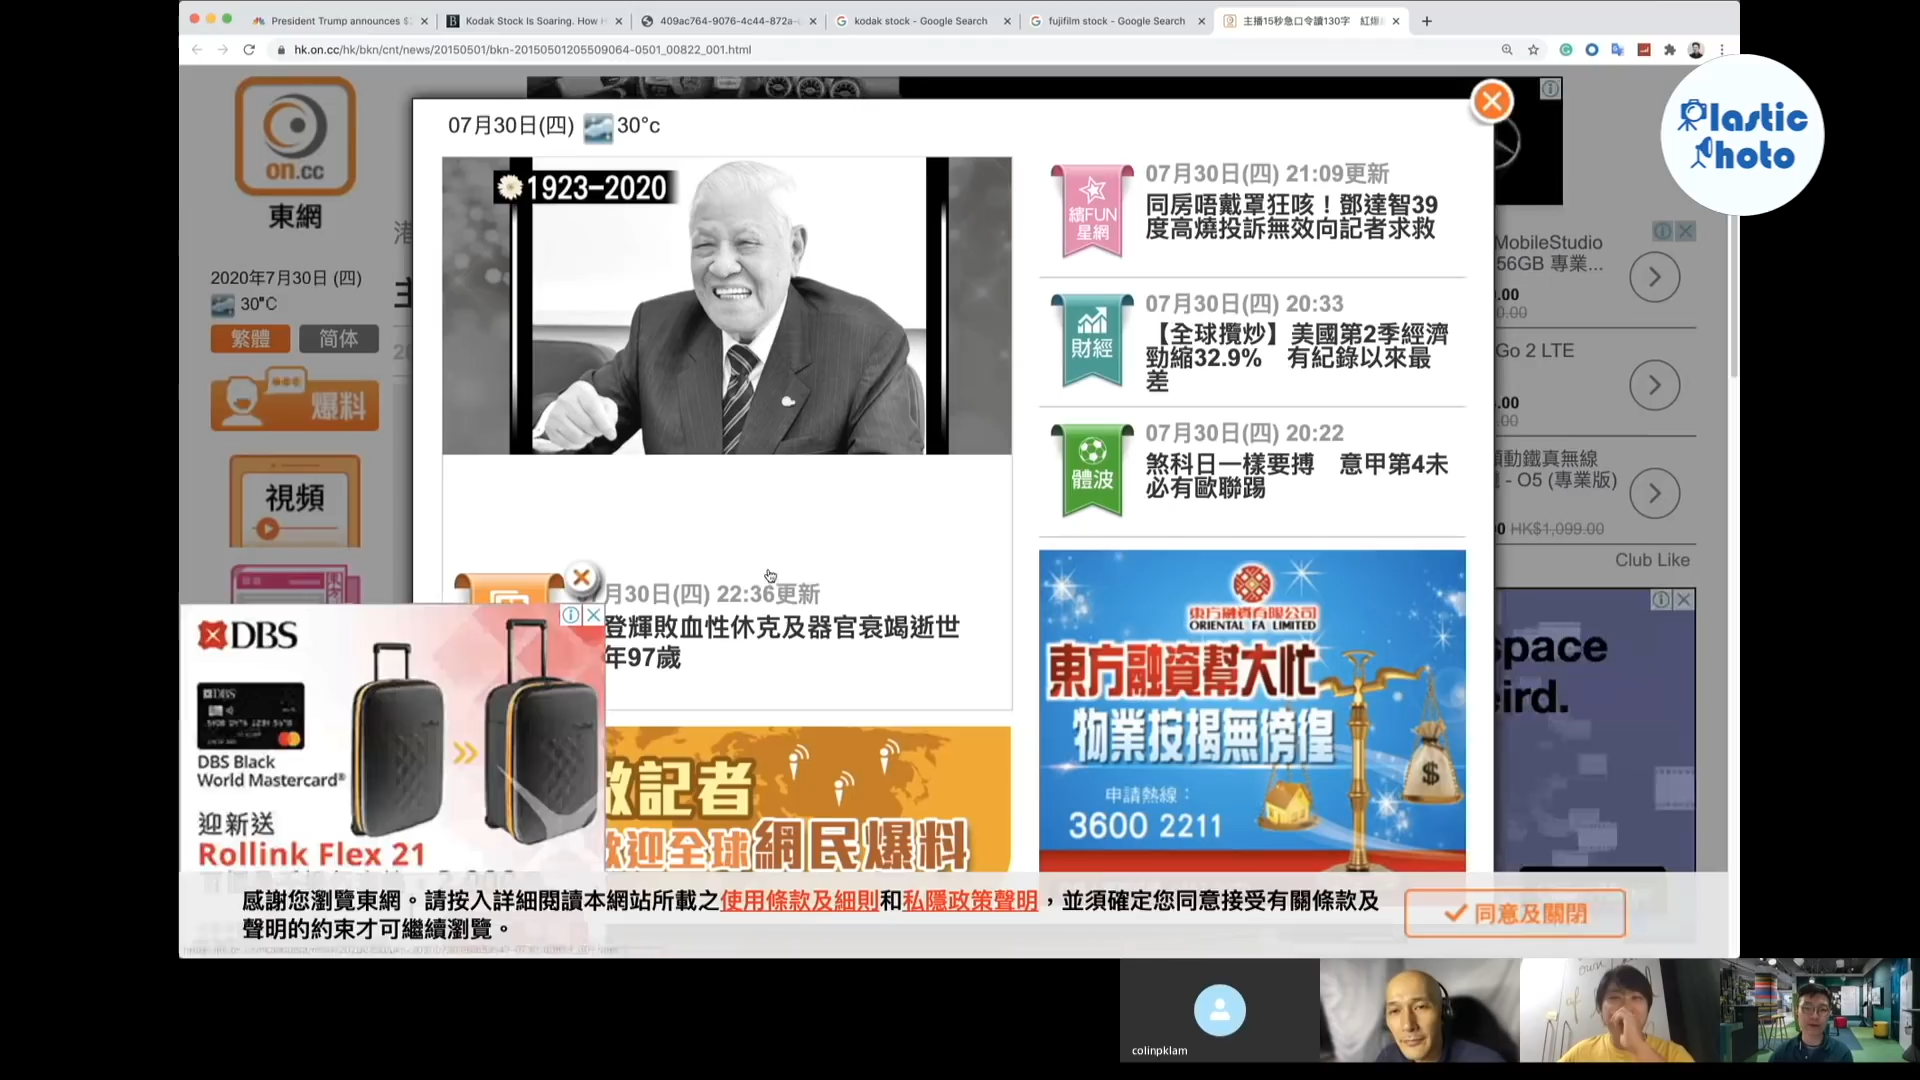 President Trump announces $
Kodak Stock Is Soaring. How H
409ac764-9076-4c44-872a-
kodak stock - Google Search
fujifilm stock - Google Search
主播15秒急口令讀130字 紅爆
hk.on.cc/hk/bkn/cnt/news/20150501/bkn-20150501205509064-0501_00822_001.html
Plastic
Photo
on.cc
東網
2020年7月30日 (四)
30°C
繁體
简体
爆料
視頻
07月30日(四) 30°c
1923-2020
月30日(四) 22:36更新
登輝敗血性休克及器官衰竭逝世
年97歲
繽FUN
星網
07月30日(四) 21:09更新
同房唔戴罩狂咳！鄧達智39
度高燒投訴無效向記者求救
財經
07月30日(四) 20:33
【全球攬炒】美國第2季經濟
勁縮32.9% 有紀錄以來最
差
體波
07月30日(四) 20:22
煞科日一樣要搏 意甲第4未
必有歐聯踢
東方融資有限公司
ORIENTAL FA LIMITED
東方融資幫大忙
物業按揭無徬徨
申請熱線：
3600 2211
$
MobileStudio
56GB 專業...
Go 2 LTE
動鐵真無線
- O5 (專業版)
HK$1,099.00
Club Like
space
eird.
DBS
DBS Black
World Mastercard®
迎新送
Rollink Flex 21
記者
迎全球網民爆料
感謝您瀏覽東網。請按入詳細閱讀本網站所載之使用條款及細則和私隱政策聲明，並須確定您同意接受有關條款及
聲明的約束才可繼續瀏覽。
同意及關閉
colinpklam